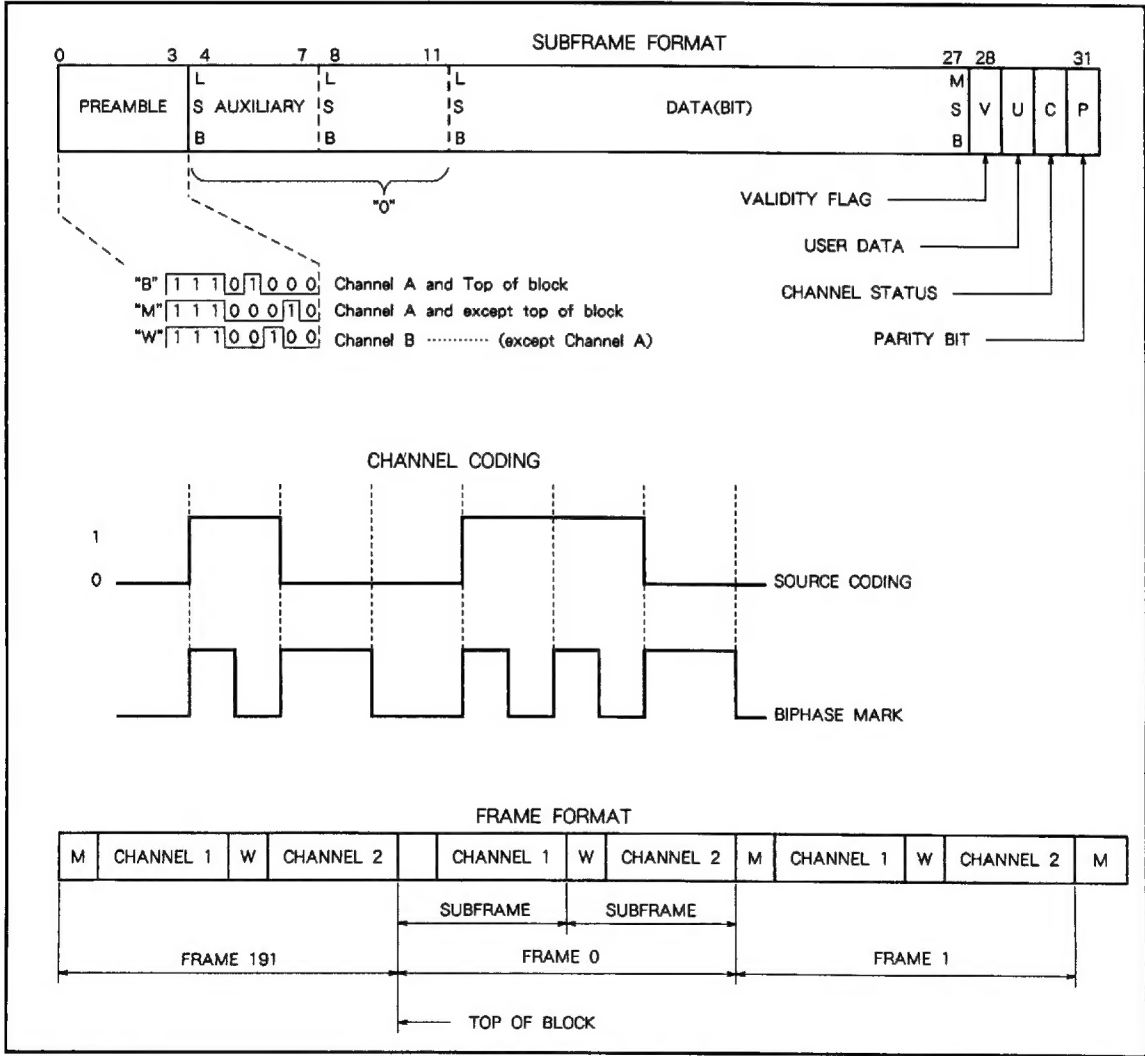 SUBFRAME FORMAT
0 3 4 7 8 11 27 28 31
PREAMBLE LSB AUXILIARY LSB LSB DATA(BIT) MSB V U C P
"0"
VALIDITY FLAG
USER DATA
CHANNEL STATUS
PARITY BIT
"B" 1 1 1 0 1 0 0 0 Channel A and Top of block
"M" 1 1 1 0 0 0 1 0 Channel A and except top of block
"W" 1 1 1 0 0 1 0 0 Channel B ·········· (except Channel A)
CHANNEL CODING
1
0
SOURCE CODING
BIPHASE MARK
FRAME FORMAT
M CHANNEL 1 W CHANNEL 2 CHANNEL 1 W CHANNEL 2 M CHANNEL 1 W CHANNEL 2 M
SUBFRAME SUBFRAME
FRAME 191 FRAME 0 FRAME 1
TOP OF BLOCK